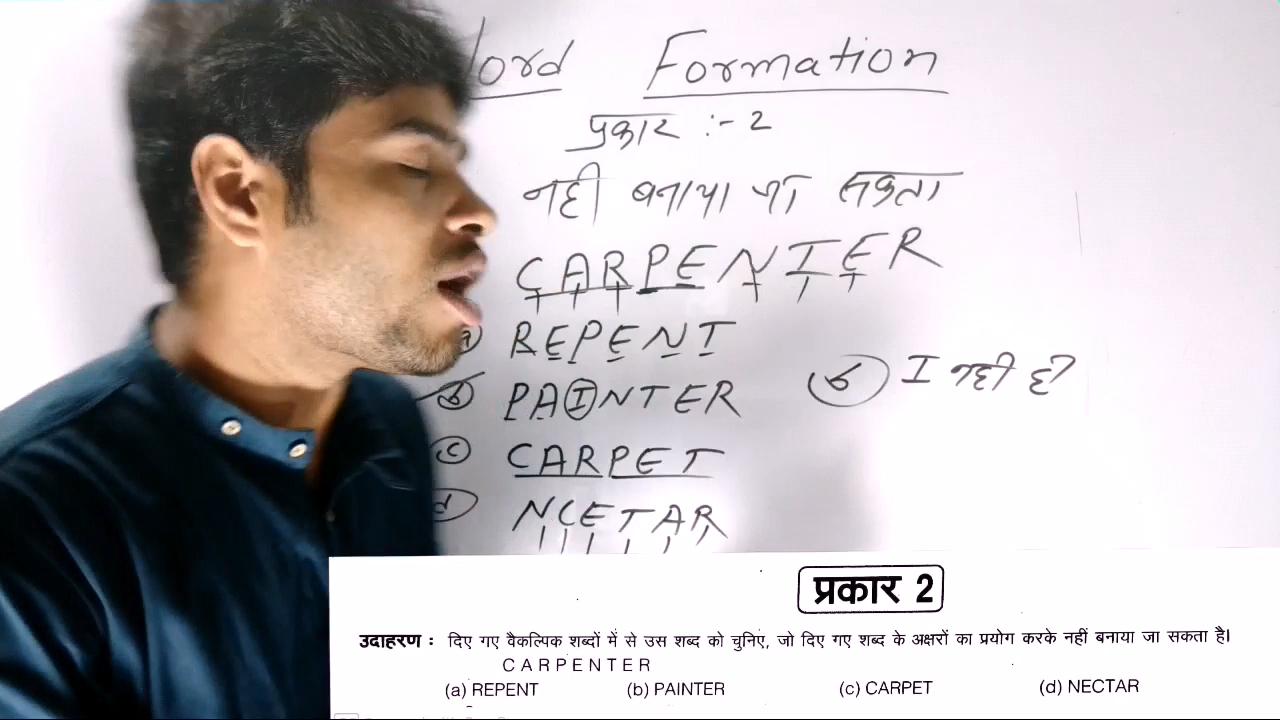 ord Formation
प्रकार :- 2
नही बनाया जा सकता
CARPENTER
REPENT
b PAINTER b I नही है
c CARPET
d NCETAR
प्रकार 2
उदाहरण : दिए गए वैकल्पिक शब्दों में से उस शब्द को चुनिए, जो दिए गए शब्द के अक्षरों का प्रयोग करके नहीं बनाया जा सकता है।
CARPENTER
(a) REPENT (b) PAINTER (c) CARPET (d) NECTAR